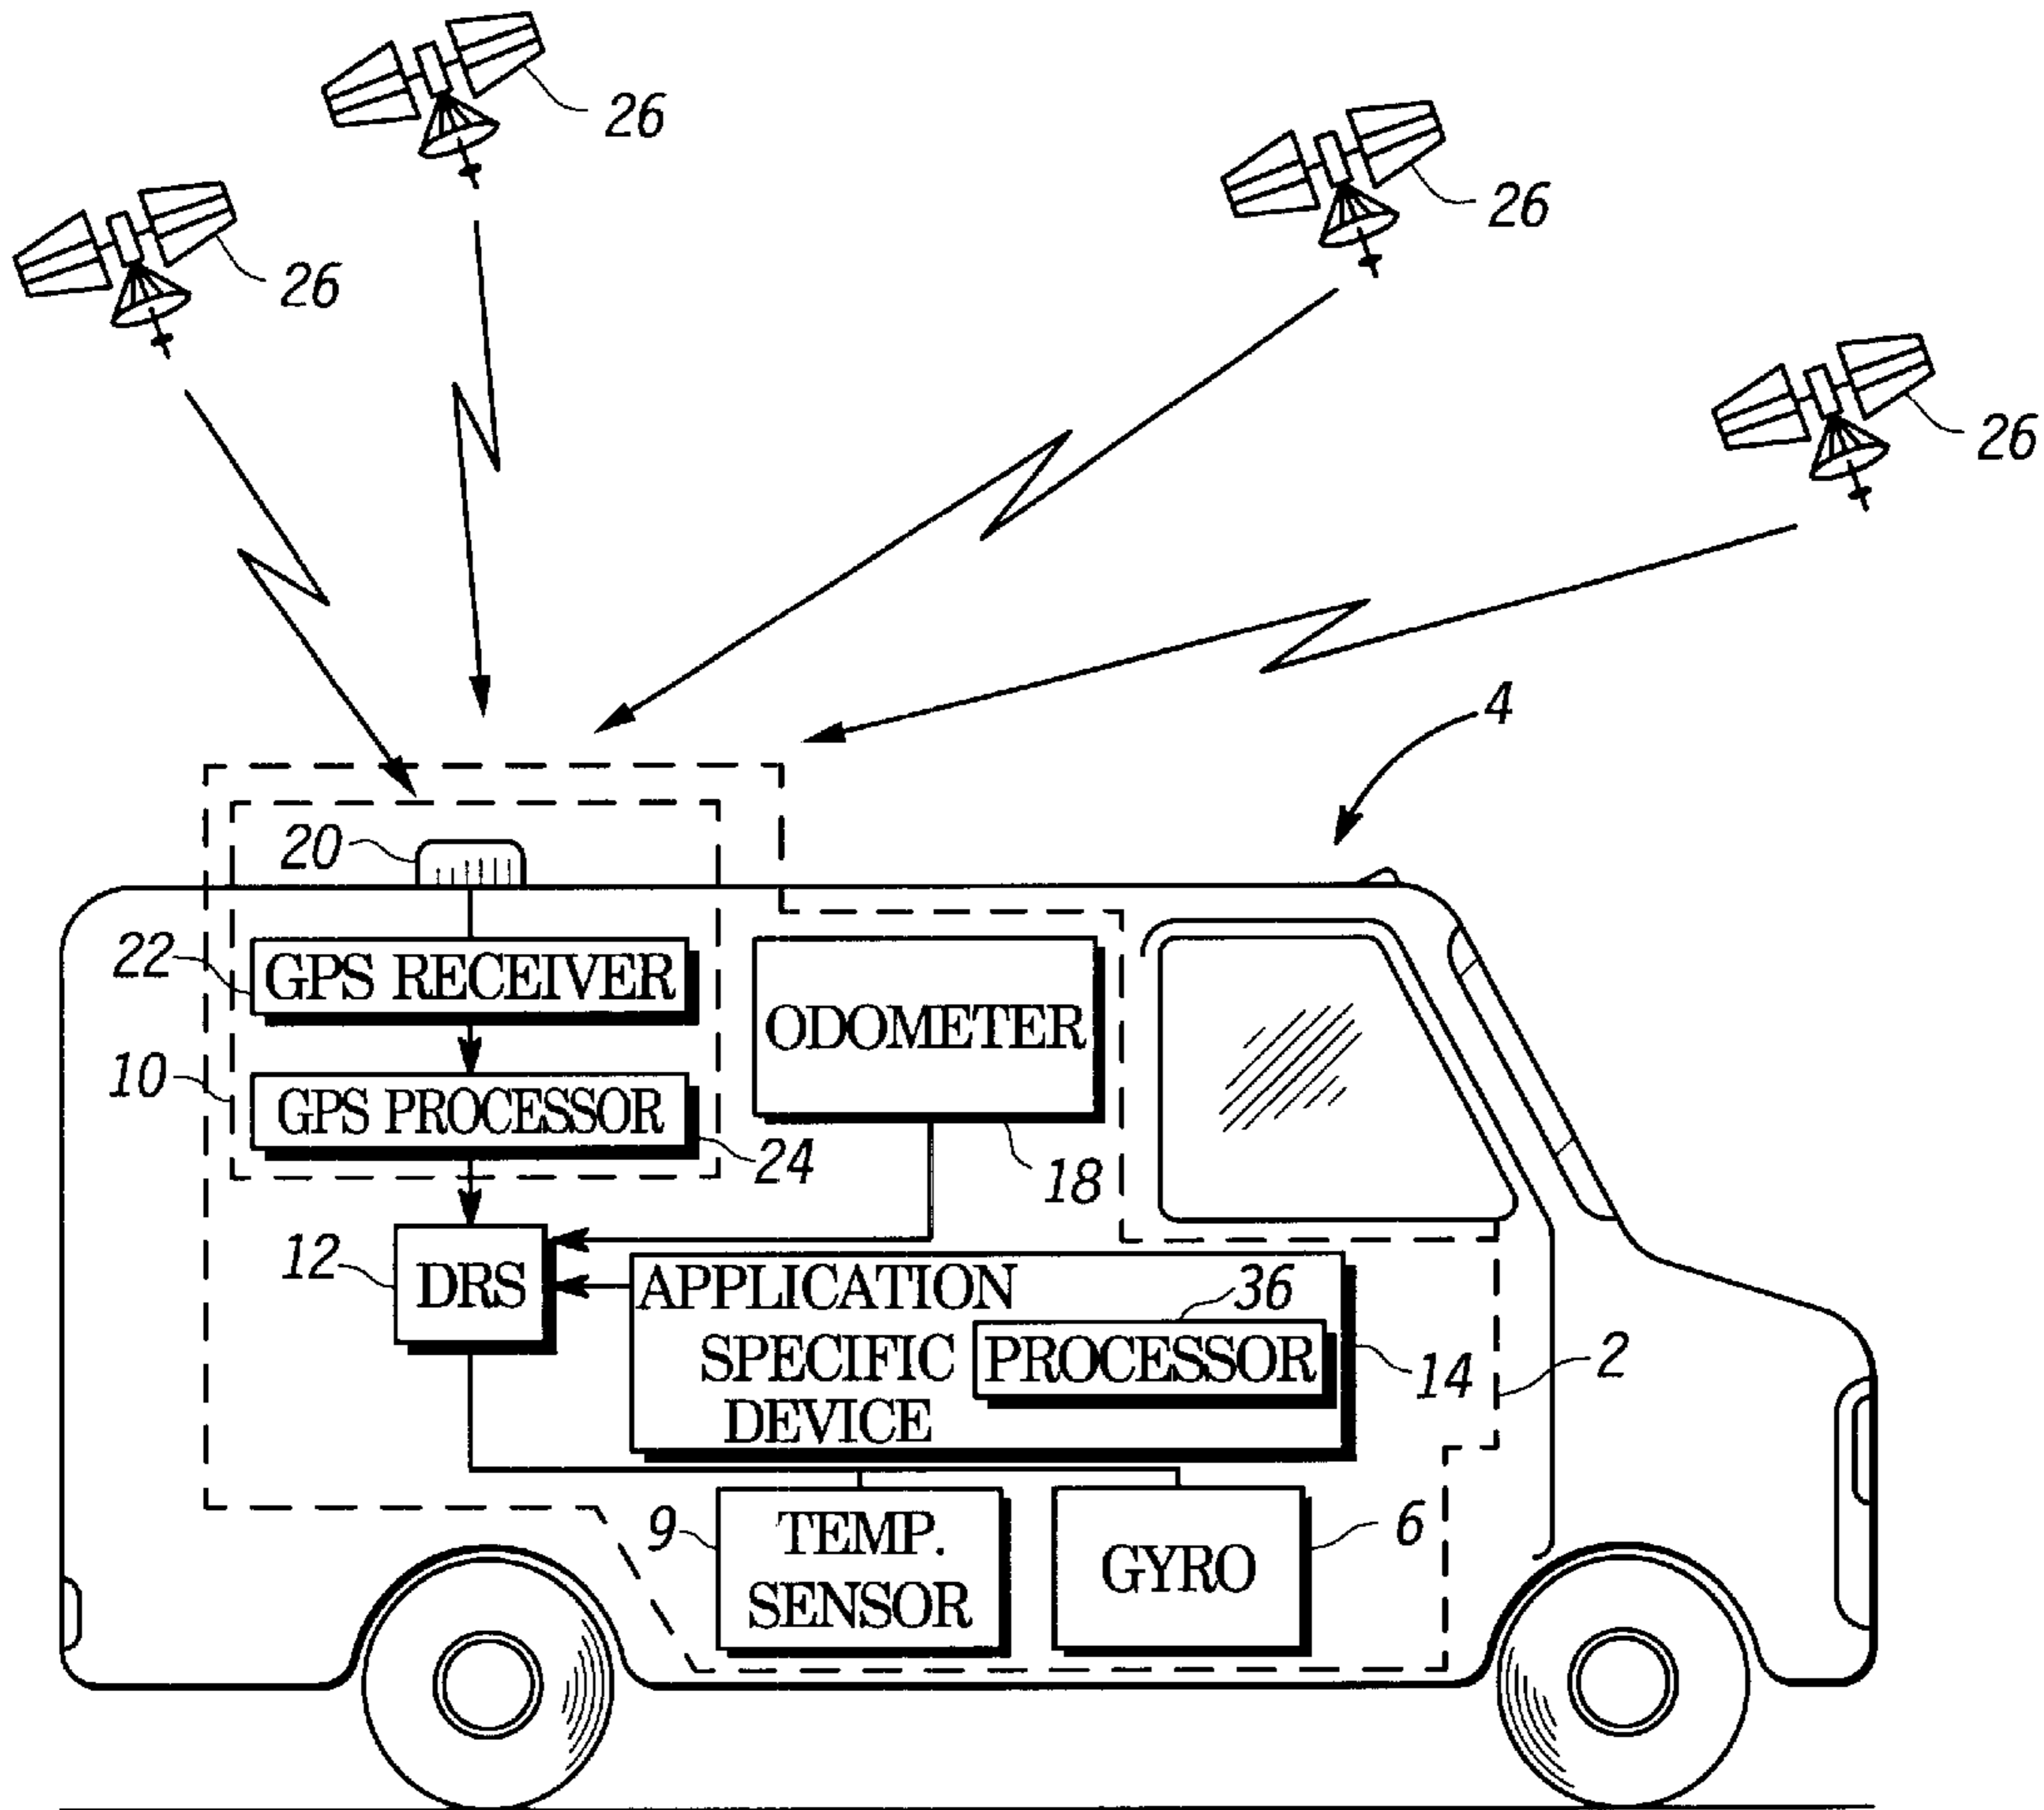 26
26
26
26
4
20
22
GPS RECEIVER
ODOMETER
10
GPS PROCESSOR
24
18
12
DRS
APPLICATION
36
SPECIFIC
PROCESSOR
DEVICE
14
2
9
TEMP.
SENSOR
GYRO
6